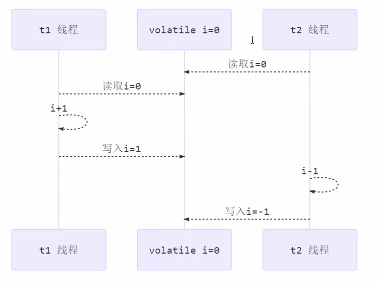 t1 线程
volatile i=0
t2 线程
读取i=0
读取i=0
i+1
写入i=1
i-1
写入i=-1
t1 线程
volatile i=0
t2 线程